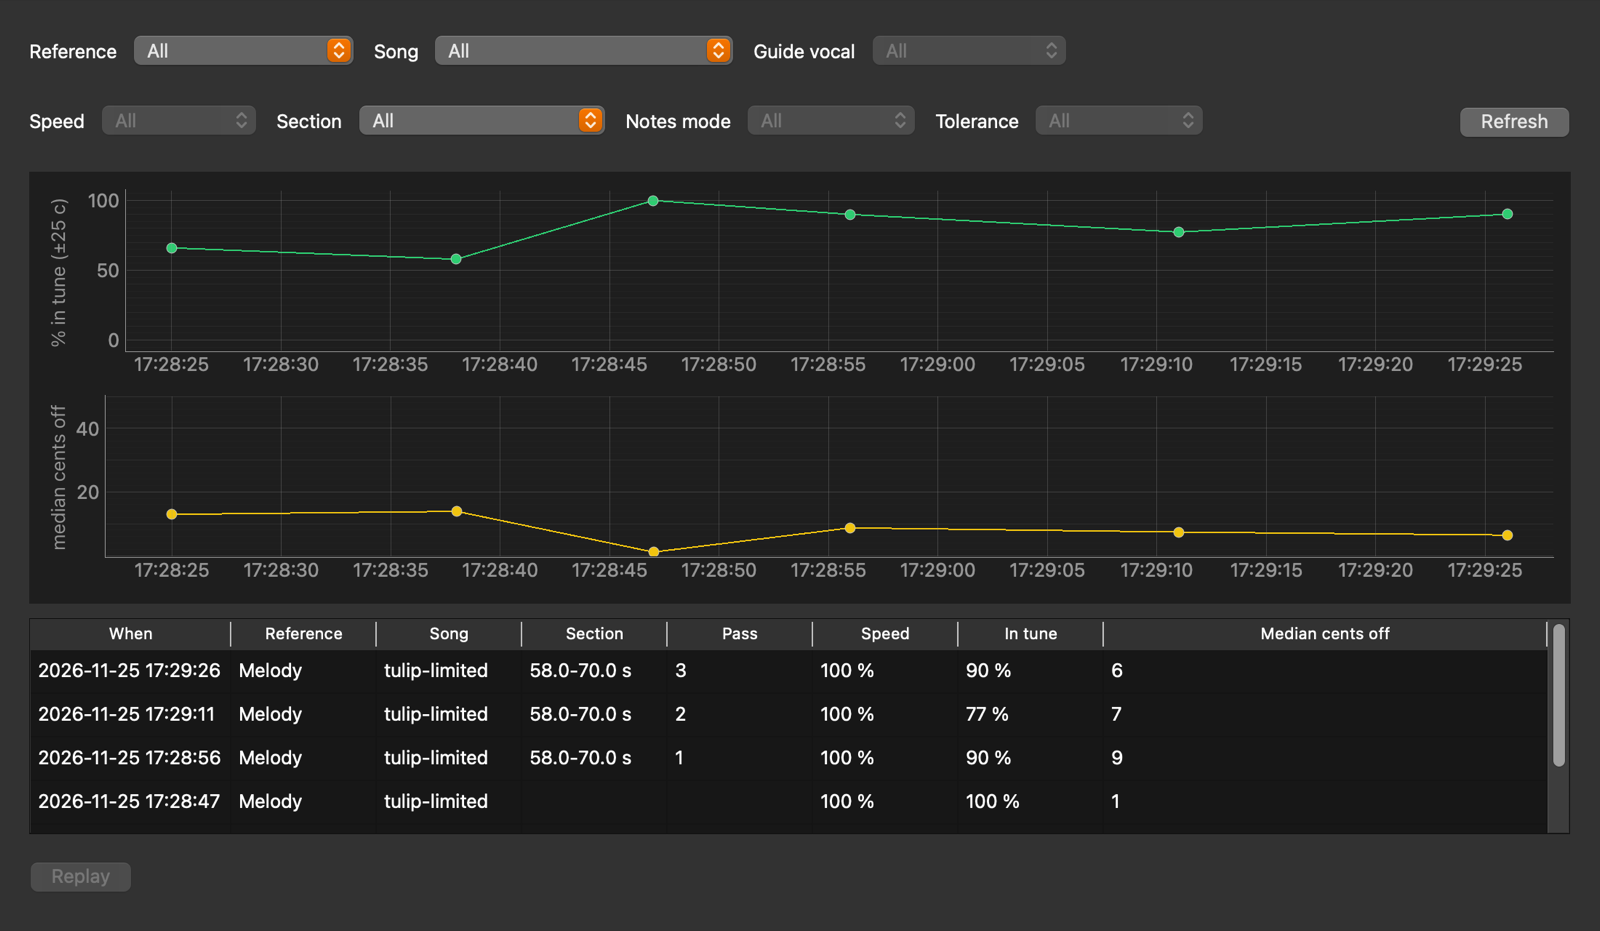 Reference All Song All Guide vocal All
Speed All Section All Notes mode All Tolerance All Refresh
% in tune (±25 c)
100
50
0
17:28:25 17:28:30 17:28:35 17:28:40 17:28:45 17:28:50 17:28:55 17:29:00 17:29:05 17:29:10 17:29:15 17:29:20 17:29:25
median cents off
40
20
17:28:25 17:28:30 17:28:35 17:28:40 17:28:45 17:28:50 17:28:55 17:29:00 17:29:05 17:29:10 17:29:15 17:29:20 17:29:25
When Reference Song Section Pass Speed In tune Median cents off
2026-11-25 17:29:26 Melody tulip-limited 58.0-70.0 s 3 100 % 90 % 6
2026-11-25 17:29:11 Melody tulip-limited 58.0-70.0 s 2 100 % 77 % 7
2026-11-25 17:28:56 Melody tulip-limited 58.0-70.0 s 1 100 % 90 % 9
2026-11-25 17:28:47 Melody tulip-limited 100 % 100 % 1
Replay